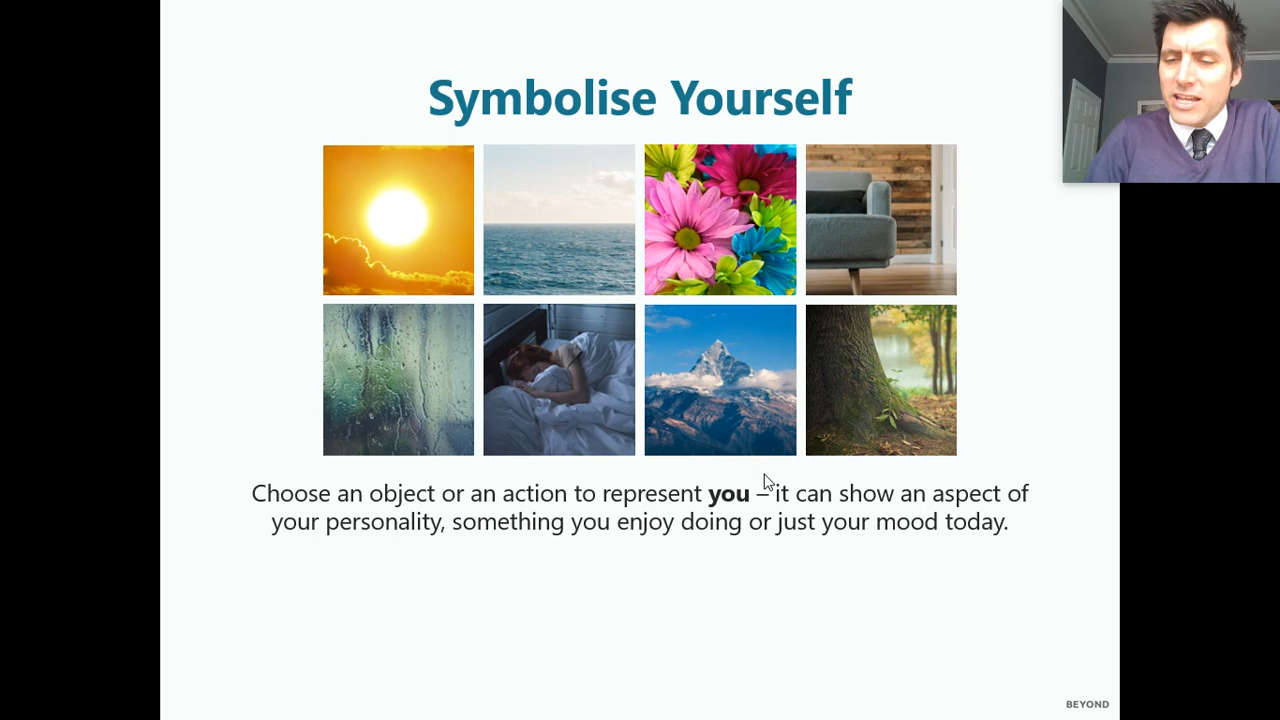 Symbolise Yourself
Choose an object or an action to represent you – it can show an aspect of
your personality, something you enjoy doing or just your mood today.
BEYOND